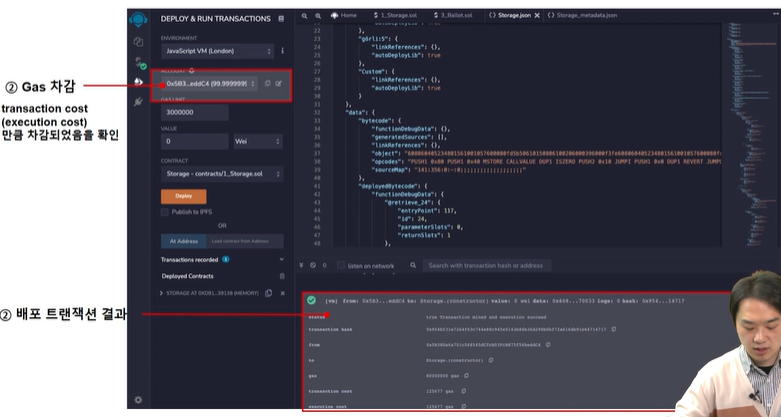 DEPLOY & RUN TRANSACTIONS
ENVIRONMENT
JavaScript VM (London)
ACCOUNT
0x5B3...eddC4 (99.999999
GAS LIMIT
3000000
VALUE
0
Wei
CONTRACT
Storage - contracts/1_Storage.sol
Deploy
Publish to IPFS
OR
At Address
Load contract from Address
Transactions recorded
1
Deployed Contracts
STORAGE AT 0XD91...39138 (MEMORY)
② Gas 차감
transaction cost
(execution cost)
만큼 차감되었음을 확인
② 배포 트랜잭션 결과
Home
1_Storage.sol
3_Ballot.sol
Storage.json
Storage_metadata.json
22 },
23 "görli:5": {
24 "linkReferences": {},
25 "autoDeployLib": true
26 },
27 "Custom": {
28 "linkReferences": {},
29 "autoDeployLib": true
30 }
31 },
32 "data": {
33 "bytecode": {
34 "functionDebugData": {},
35 "generatedSources": [],
36 "linkReferences": {},
37 "object":
38 "opcodes": "PUSH1 0x80 PUSH1 0x40 MSTORE CALLVALUE DUP1 ISZERO PUSH2 0x10 JUMPI PUSH1 0x0 DUP1 REVERT
39 "sourceMap": "141:356:0:-:0;;;;;;;;;;;;;;;;;;;"
40 },
41 "deployedBytecode": {
42 "functionDebugData": {
43 "@retrieve_24": {
44 "entryPoint": 117,
45 "id": 24,
46 "parameterSlots": 0,
47 "returnSlots": 1
48 },
0
listen on network
Search with transaction hash or address
[vm] from: 0x5B3...eddC4 to: Storage.(constructor) value: 0 wei data: 0x608...70033 logs: 0 hash: 0x954...14717
status true Transaction mined and execution succeed
transaction hash
from
to Storage.(constructor)
gas 80000000 gas
transaction cost 125677 gas
execution cost 125677 gas